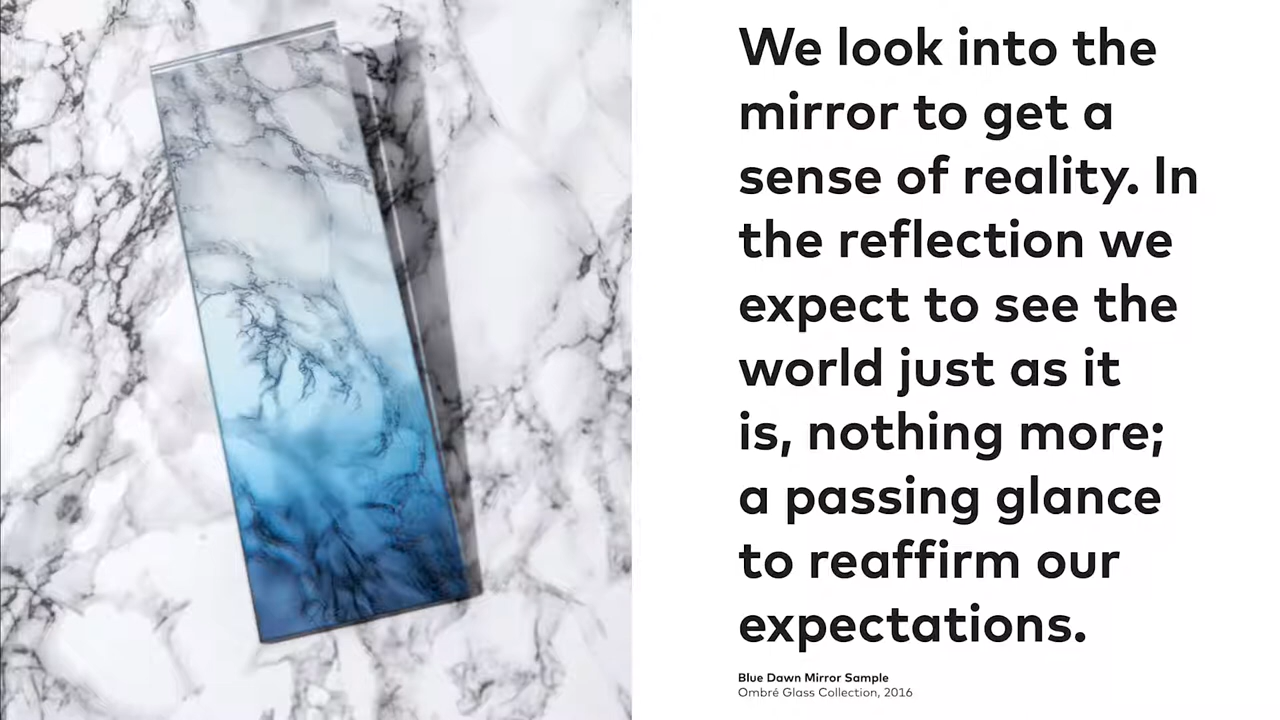 We look into the
mirror to get a
sense of reality. In
the reflection we
expect to see the
world just as it
is, nothing more;
a passing glance
to reaffirm our
expectations.
Blue Dawn Mirror Sample
Ombré Glass Collection, 2016